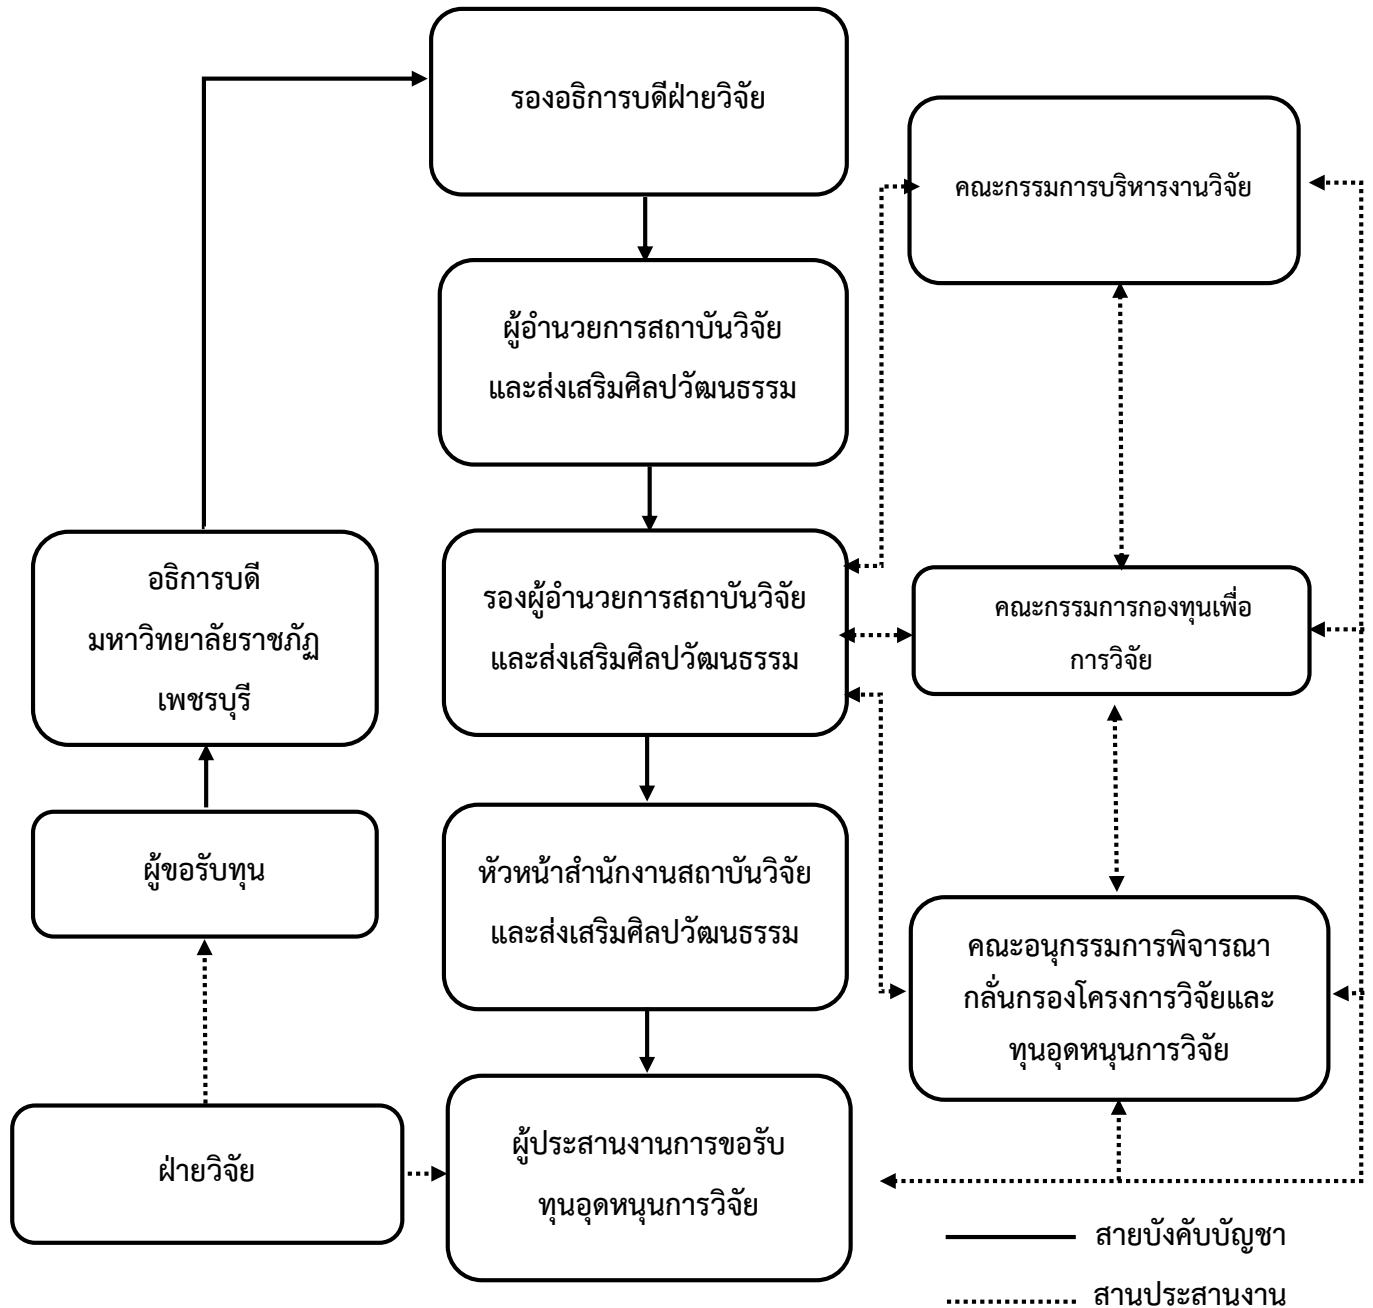 รองอธิการบดีฝ่ายวิจัย
คณะกรรมการบริหารงานวิจัย
ผู้อำนวยการสถาบันวิจัย
และส่งเสริมศิลปวัฒนธรรม
อธิการบดี
มหาวิทยาลัยราชภัฏ
เพชรบุรี
รองผู้อำนวยการสถาบันวิจัย
และส่งเสริมศิลปวัฒนธรรม
คณะกรรมการกองทุนเพื่อ
การวิจัย
ผู้ขอรับทุน
หัวหน้าสำนักงานสถาบันวิจัย
และส่งเสริมศิลปวัฒนธรรม
คณะอนุกรรมการพิจารณา
กลั่นกรองโครงการวิจัยและ
ทุนอุดหนุนการวิจัย
ฝ่ายวิจัย
ผู้ประสานงานการขอรับ
ทุนอุดหนุนการวิจัย
สายบังคับบัญชา
สานประสานงาน